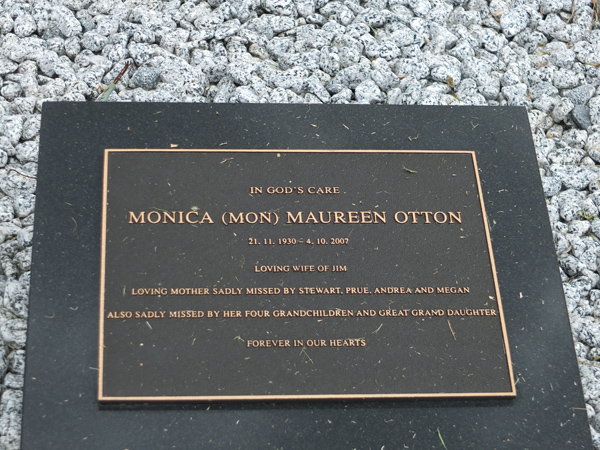 IN GOD'S CARE.
MONICA (MON) MAUREEN OTTON
21. 11. 1930 - 4. 10. 2007
LOVING WIFE OF JIM
LOVING MOTHER SADLY MISSED BY STEWART, PRUE, ANDREA AND MEGAN
ALSO SADLY MISSED BY HER FOUR GRANDCHILDREN AND GREAT GRAND DAUGHTER
FOREVER IN OUR HEARTS